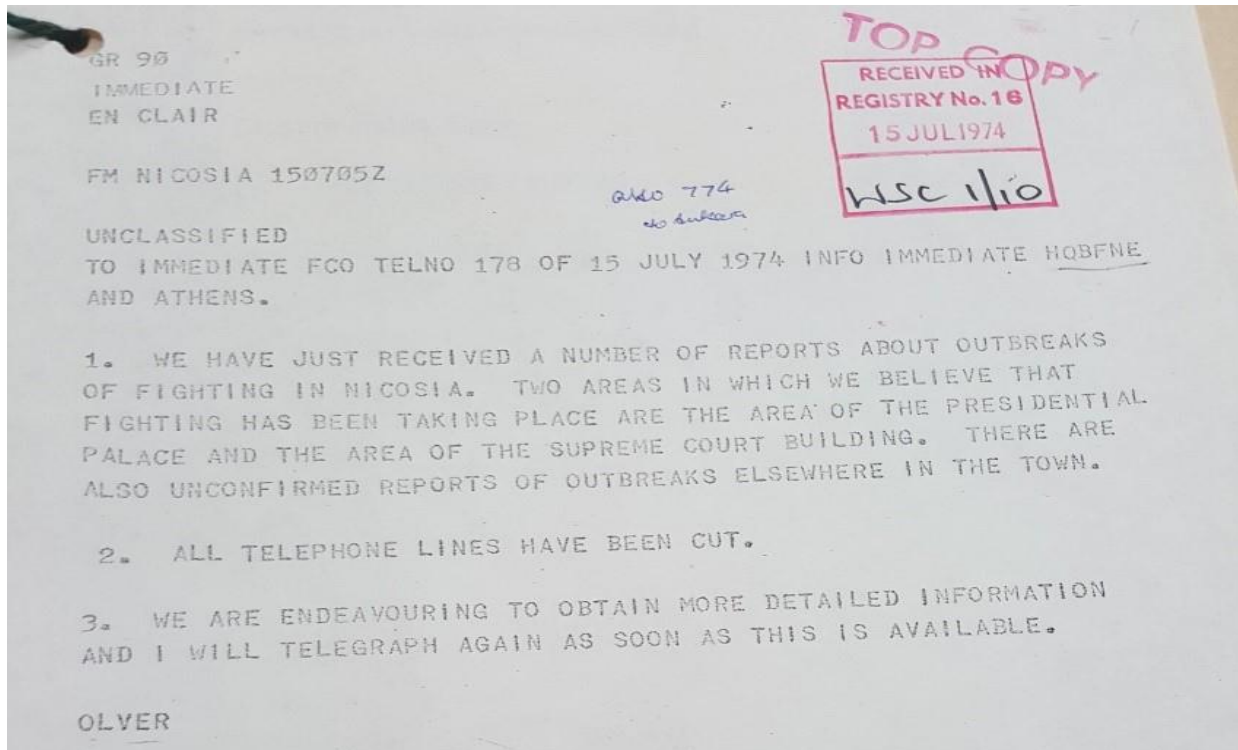 TOP COPY
RECEIVED IN
REGISTRY No. 16
15 JUL 1974
WSC 1/10
GR 90
IMMEDIATE
EN CLAIR
FM NICOSIA 150705Z
also 774
to Ankara
UNCLASSIFIED
TO IMMEDIATE FCO TELNO 178 OF 15 JULY 1974 INFO IMMEDIATE HQBFNE
AND ATHENS.
1. WE HAVE JUST RECEIVED A NUMBER OF REPORTS ABOUT OUTBREAKS
OF FIGHTING IN NICOSIA. TWO AREAS IN WHICH WE BELIEVE THAT
FIGHTING HAS BEEN TAKING PLACE ARE THE AREA OF THE PRESIDENTIAL
PALACE AND THE AREA OF THE SUPREME COURT BUILDING. THERE ARE
ALSO UNCONFIRMED REPORTS OF OUTBREAKS ELSEWHERE IN THE TOWN.
2. ALL TELEPHONE LINES HAVE BEEN CUT.
3. WE ARE ENDEAVOURING TO OBTAIN MORE DETAILED INFORMATION
AND I WILL TELEGRAPH AGAIN AS SOON AS THIS IS AVAILABLE.
OLVER